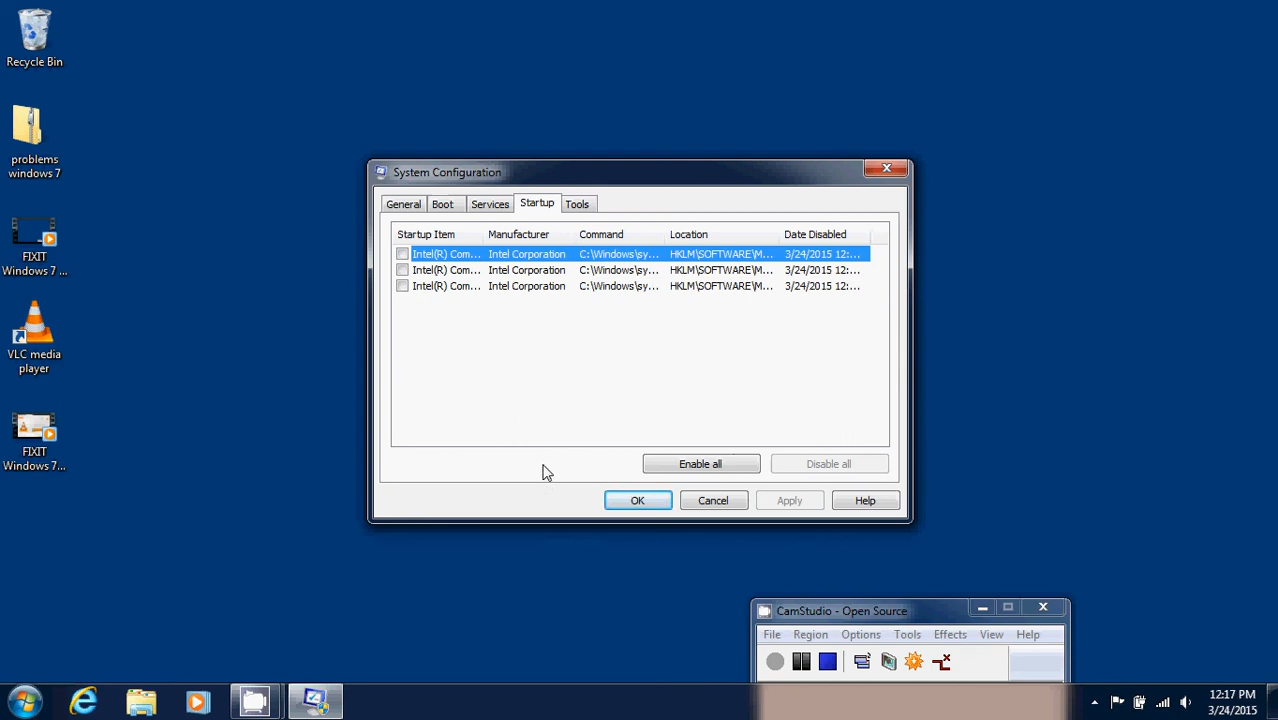 Recycle Bin
problems
windows 7
FIXIT
Windows 7 ...
VLC media
player
FIXIT
Windows 7...
System Configuration
General Boot Services Startup Tools
Startup Item Manufacturer Command Location Date Disabled
Intel(R) Com... Intel Corporation C:\Windows\sy... HKLM\SOFTWARE\M... 3/24/2015 12:...
Intel(R) Com... Intel Corporation C:\Windows\sy... HKLM\SOFTWARE\M... 3/24/2015 12:...
Intel(R) Com... Intel Corporation C:\Windows\sy... HKLM\SOFTWARE\M... 3/24/2015 12:...
Enable all Disable all
OK Cancel Apply Help
CamStudio - Open Source
File Region Options Tools Effects View Help
12:17 PM
3/24/2015